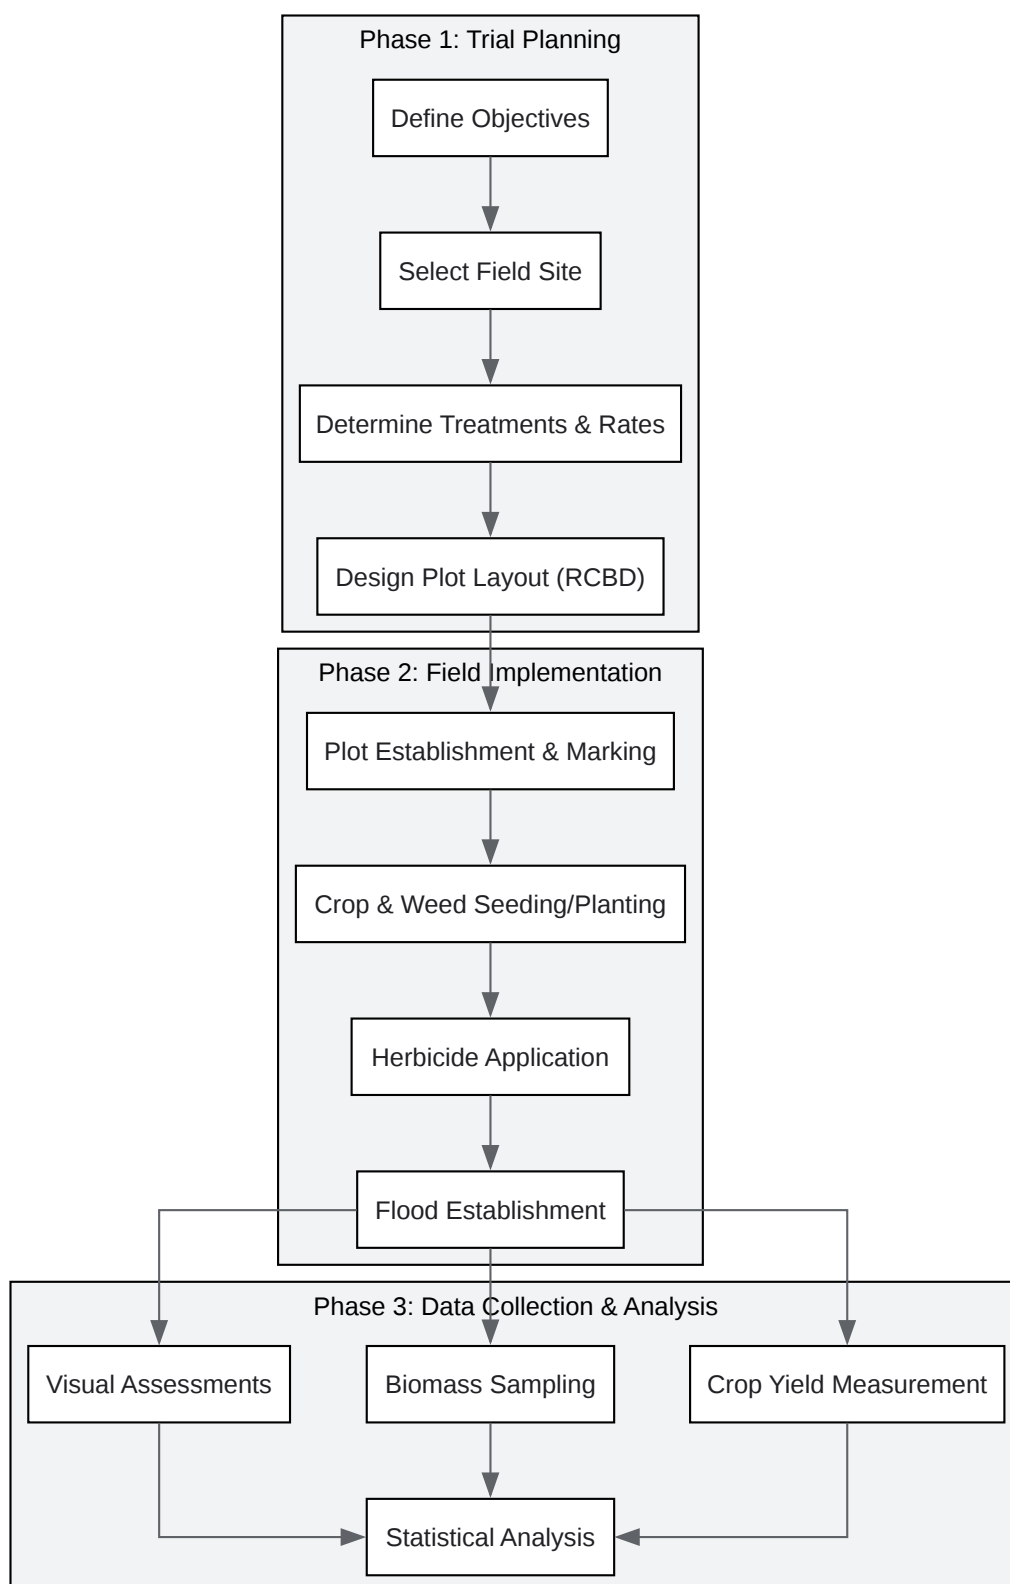 Phase 1: Trial Planning
Define Objectives
Select Field Site
Determine Treatments & Rates
Design Plot Layout (RCBD)
Phase 2: Field Implementation
Plot Establishment & Marking
Crop & Weed Seeding/Planting
Herbicide Application
Flood Establishment
Phase 3: Data Collection & Analysis
Visual Assessments
Biomass Sampling
Crop Yield Measurement
Statistical Analysis